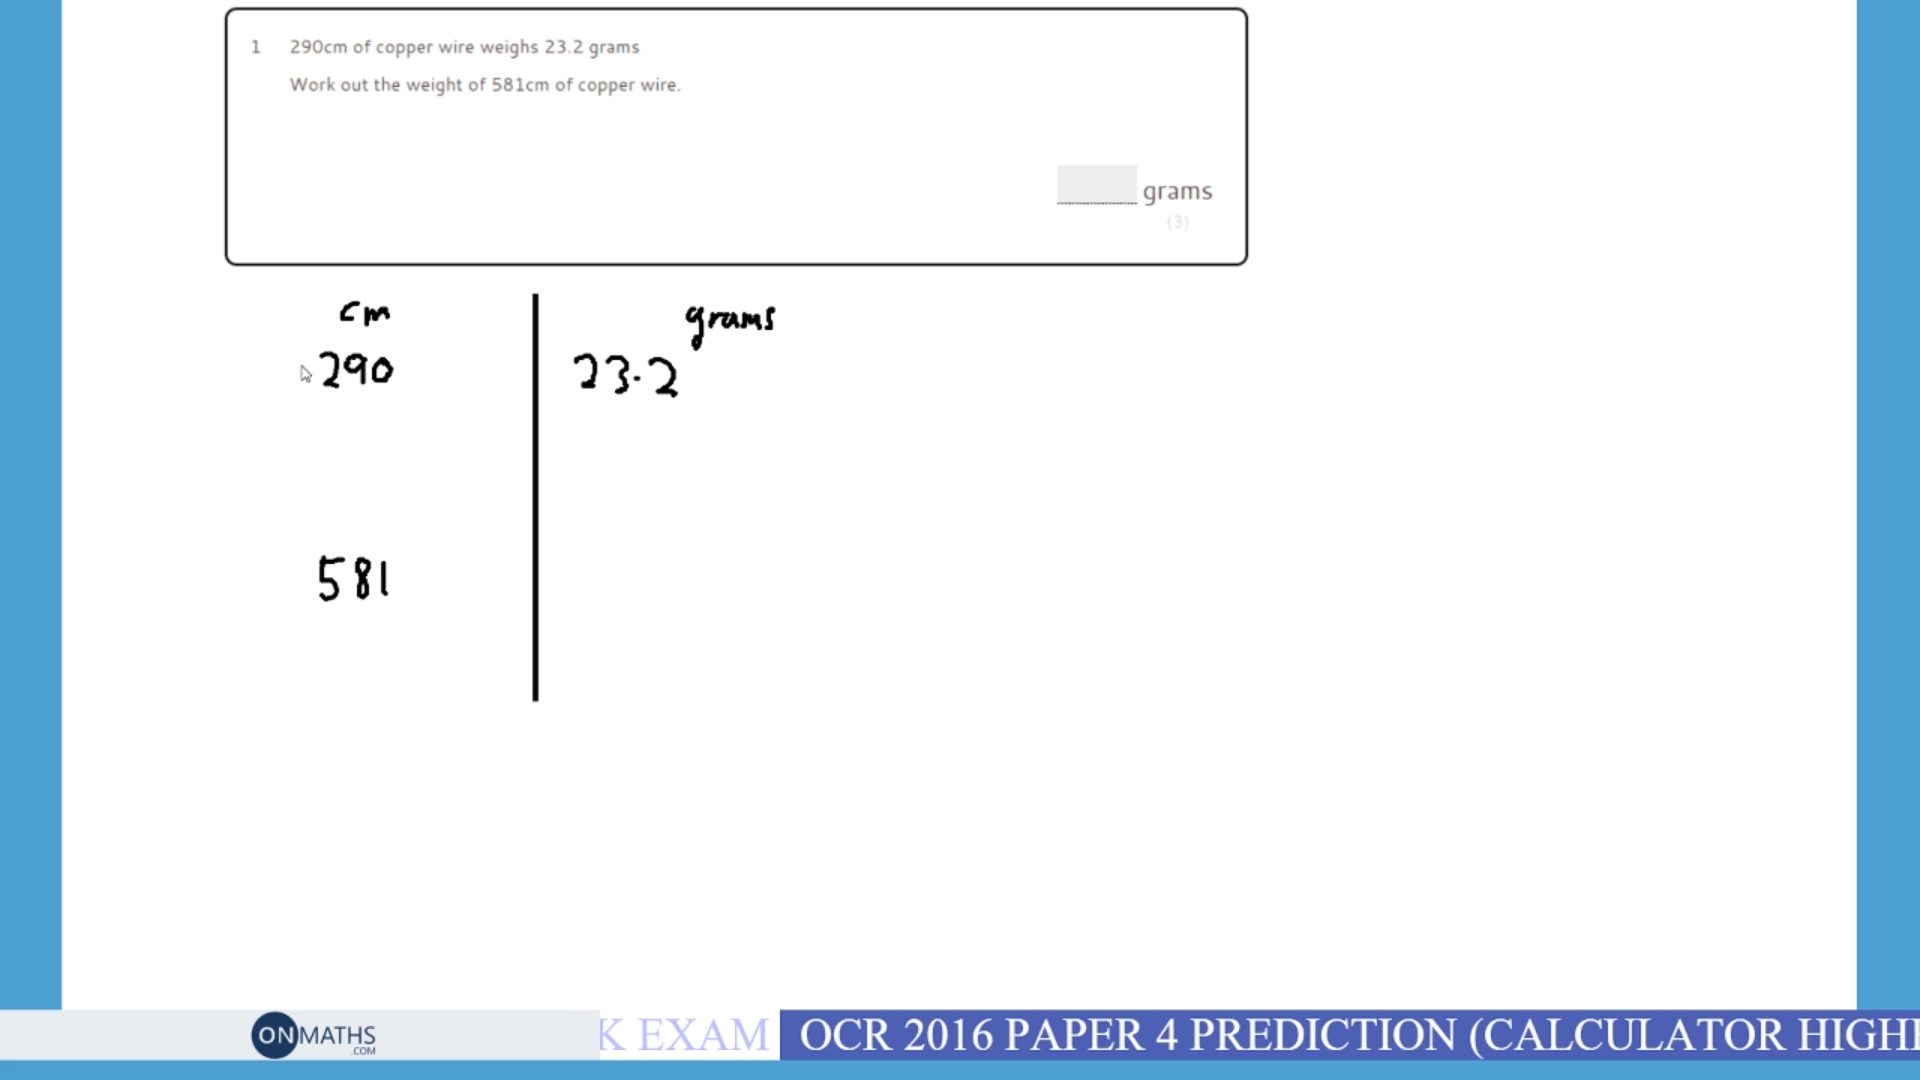 1 290cm of copper wire weighs 23.2 grams
Work out the weight of 581cm of copper wire.
grams
(3)
cm grams
290 23.2
581
ONMATHS
.COM
K EXAM OCR 2016 PAPER 4 PREDICTION (CALCULATOR HIGH